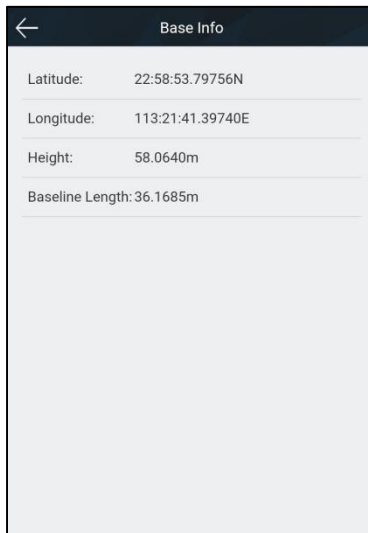 Base Info
Latitude: 22:58:53.79756N
Longitude: 113:21:41.39740E
Height: 58.0640m
Baseline Length: 36.1685m